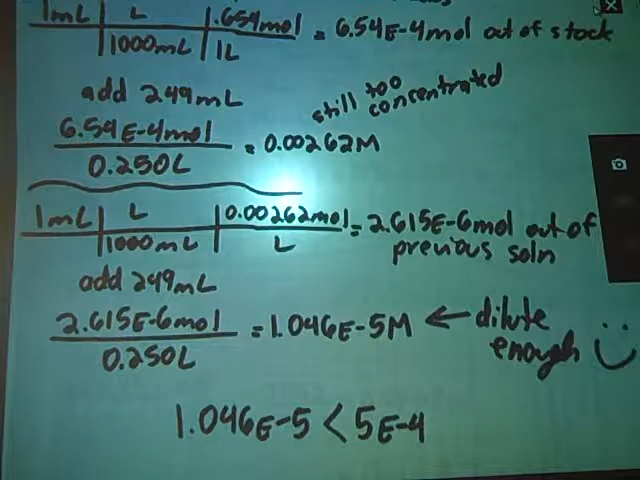 1mL | L | .654mol = 6.54E-4mol out of stock
1000mL | 1L
add 249mL
still too concentrated
6.54E-4mol = 0.00262M
0.250L
1mL | L | 0.00262mol = 2.615E-6mol out of
1000mL | L
previous soln
add 249mL
2.615E-6mol = 1.046E-5M ← dilute
0.250L
enough :)
1.046E-5 < 5E-4